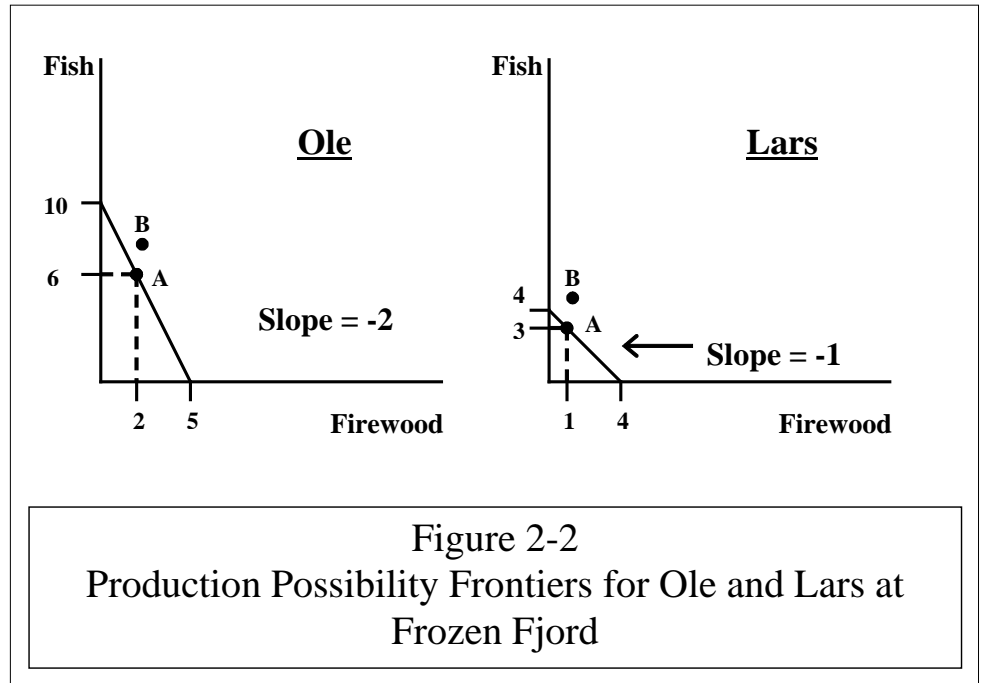 Fish
Ole
10
B
6
A
Slope = -2
2
5
Firewood
Fish
Lars
B
4
3
A
Slope = -1
1
4
Firewood
Figure 2-2
Production Possibility Frontiers for Ole and Lars at
Frozen Fjord